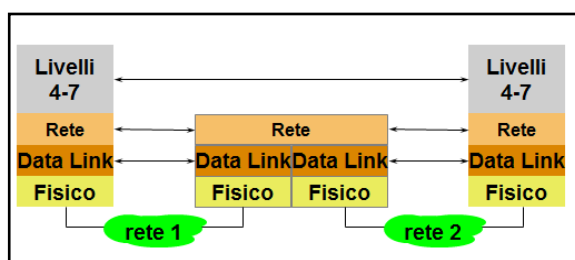 Livelli
4-7
Livelli
4-7
Rete
Rete
Rete
Data Link
Data Link
Data Link
Data Link
Fisico
Fisico
Fisico
Fisico
rete 1
rete 2